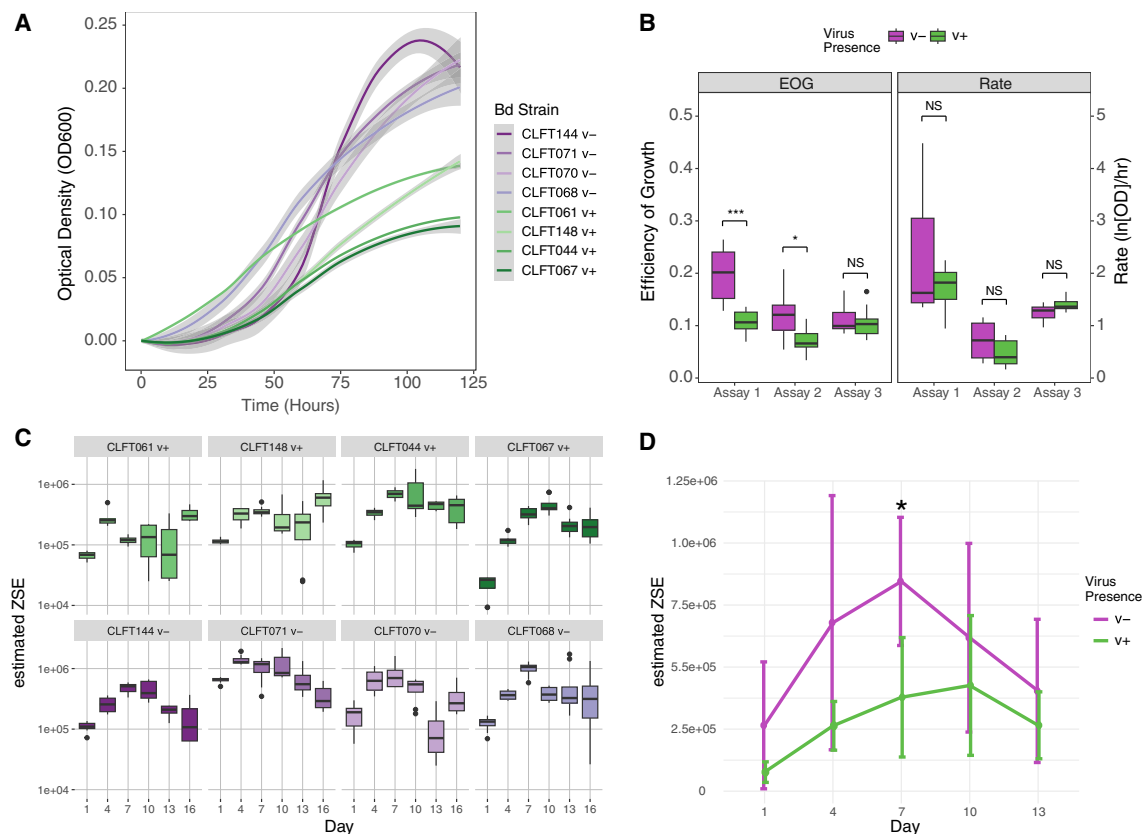 A
0.25
0.20
0.15
0.10
0.05
0.00
Optical Density (OD600)
0
25
50
75
100
125
Time (Hours)
Bd Strain
CLFT144 v−
CLFT071 v−
CLFT070 v−
CLFT068 v−
CLFT061 v+
CLFT148 v+
CLFT044 v+
CLFT067 v+
B
Virus
Presence
v−
v+
EOG
Rate
Efficiency of Growth
0.5
0.4
0.3
0.2
0.1
0.0
***
*
NS
NS
NS
NS
5
4
3
2
1
0
Rate (ln[OD]/hr)
Assay 1
Assay 2
Assay 3
Assay 1
Assay 2
Assay 3
C
CLFT061 v+
CLFT148 v+
CLFT044 v+
CLFT067 v+
1e+06
1e+05
1e+04
estimated ZSE
CLFT144 v−
CLFT071 v−
CLFT070 v−
CLFT068 v−
1e+06
1e+05
1e+04
1 4 7 10 13 16
1 4 7 10 13 16
1 4 7 10 13 16
1 4 7 10 13 16
Day
D
1.25e+06
1.0e+06
7.5e+05
5.5e+05
2.5e+05
0
estimated ZSE
*
1
4
7
10
13
Day
Virus
Presence
v−
v+